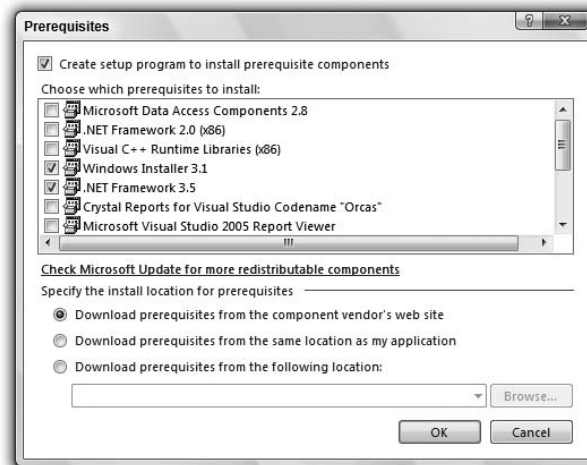 Prerequisites
Create setup program to install prerequisite components
Choose which prerequisites to install:
Microsoft Data Access Components 2.8
.NET Framework 2.0 (x86)
Visual C++ Runtime Libraries (x86)
Windows Installer 3.1
.NET Framework 3.5
Crystal Reports for Visual Studio Codename "Orcas"
Microsoft Visual Studio 2005 Report Viewer
Check Microsoft Update for more redistributable components
Specify the install location for prerequisites
Download prerequisites from the component vendor's web site
Download prerequisites from the same location as my application
Download prerequisites from the following location:
Browse...
OK Cancel